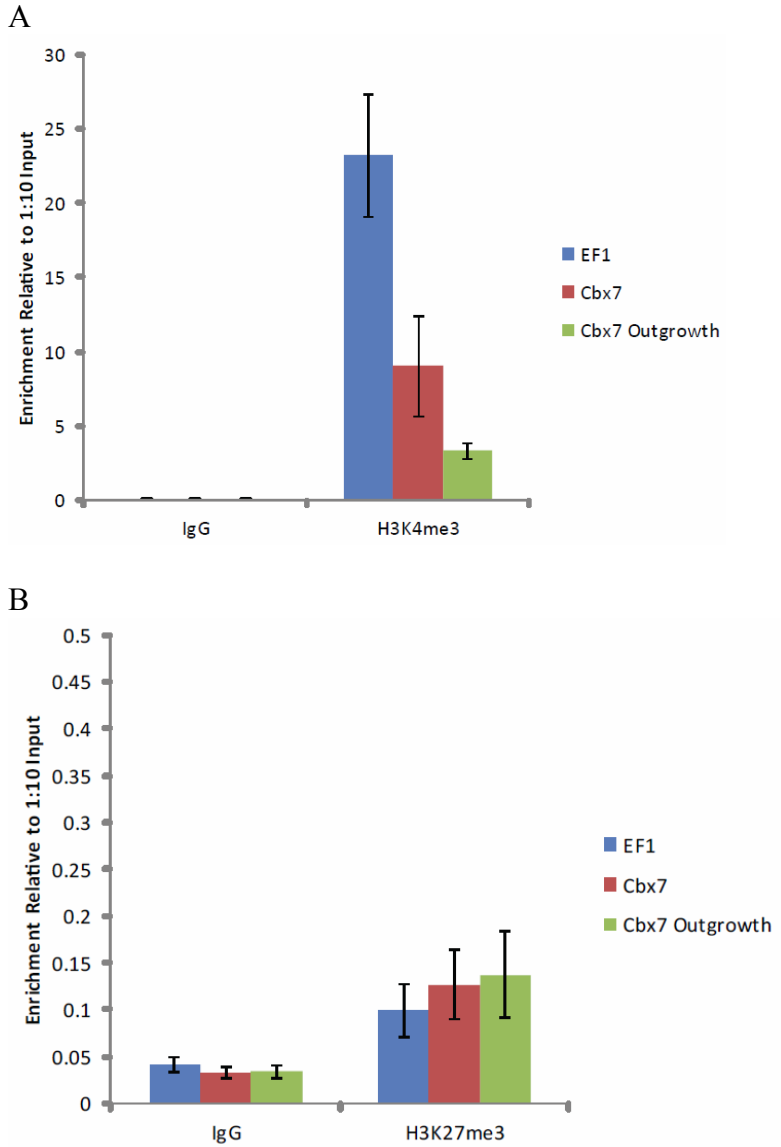 A
Enrichment Relative to 1:10 Input
30
25
20
15
10
5
0
IgG
H3K4me3
EF1
Cbx7
Cbx7 Outgrowth
B
Enrichment Relative to 1:10 Input
0.5
0.45
0.4
0.35
0.3
0.25
0.2
0.15
0.1
0.05
0
IgG
H3K27me3
EF1
Cbx7
Cbx7 Outgrowth